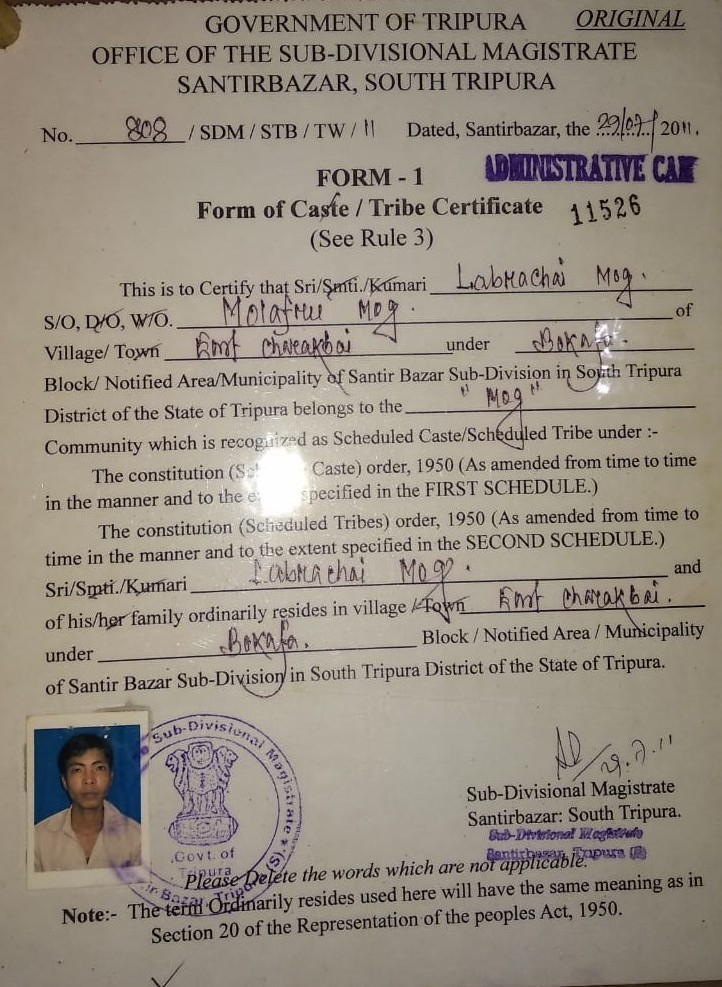 GOVERNMENT OF TRIPURA ORIGINAL
OFFICE OF THE SUB-DIVISIONAL MAGISTRATE
SANTIRBAZAR, SOUTH TRIPURA
No. 808 / SDM / STB / TW / 11 Dated, Santirbazar, the 29/07/ 2011.
ADMINISTRATIVE CAM
FORM - 1
Form of Caste / Tribe Certificate 11526
(See Rule 3)
This is to Certify that Sri/Smti./Kumari Labrachai Mog.
S/O, D/O, W/O. Molafru Mog. of
Village/ Town East Charakbai under Bokafa.
Block/ Notified Area/Municipality of Santir Bazar Sub-Division in South Tripura
District of the State of Tripura belongs to the "Mog"
Community which is recognized as Scheduled Caste/Scheduled Tribe under :-
The constitution Caste) order, 1950 (As amended from time to time
in the manner and to the specified in the FIRST SCHEDULE.)
The constitution (Scheduled Tribes) order, 1950 (As amended from time to
time in the manner and to the extent specified in the SECOND SCHEDULE.)
Sri/Smti./Kumari Labrachai Mog. and
of his/her family ordinarily resides in village /Town East Charakbai.
under Bokafa. Block / Notified Area / Municipality
of Santir Bazar Sub-Division in South Tripura District of the State of Tripura.
29.7.11
Sub-Divisional Magistrate
Santirbazar: South Tripura.
Sub-Divisional Magistrate
Santirbazar, Tripura (S)
Sub-Divisional Magistrate
Govt. of
Tripura
Please Delete the words which are not applicable.
Note:- The term Ordinarily resides used here will have the same meaning as in
Section 20 of the Representation of the peoples Act, 1950.